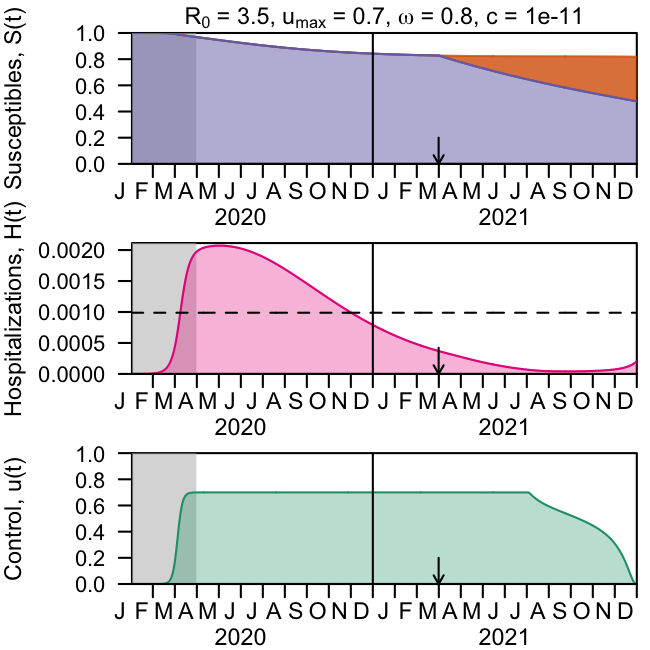 R₀ = 3.5, uₘₐₓ = 0.7, ω = 0.8, c = 1e-11
Susceptibles, S(t)
1.0
0.8
0.6
0.4
0.2
0.0
J F M A M J J A S O N D J F M A M J J A S O N D
2020 2021
Hospitalizations, H(t)
0.0020
0.0015
0.0010
0.0005
0.0000
J F M A M J J A S O N D J F M A M J J A S O N D
2020 2021
Control, u(t)
1.0
0.8
0.6
0.4
0.2
0.0
J F M A M J J A S O N D J F M A M J J A S O N D
2020 2021